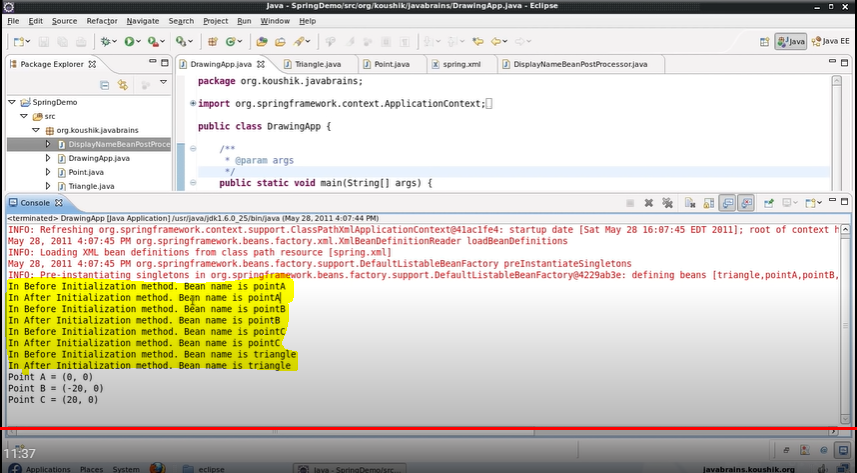 Java - SpringDemo/src/org/koushik/javabrains/DrawingApp.java - Eclipse
File Edit Source Refactor Navigate Search Project Run Window Help
Java Java EE
Package Explorer
DrawingApp.java Triangle.java Point.java spring.xml DisplayNameBeanPostProcessor.java
SpringDemo
src
org.koushik.javabrains
DisplayNameBeanPostProce
DrawingApp.java
Point.java
Triangle.java
package org.koushik.javabrains;
import org.springframework.context.ApplicationContext;
public class DrawingApp {
/**
* @param args
*/
public static void main(String[] args) {
Console
<terminated> DrawingApp [Java Application] /usr/java/jdk1.6.0_25/bin/java (May 28, 2011 4:07:44 PM)
INFO: Refreshing org.springframework.context.support.ClassPathXmlApplicationContext@41ac1fe4: startup date [Sat May 28 16:07:45 EDT 2011]; root of context h
May 28, 2011 4:07:45 PM org.springframework.beans.factory.xml.XmlBeanDefinitionReader loadBeanDefinitions
INFO: Loading XML bean definitions from class path resource [spring.xml]
May 28, 2011 4:07:45 PM org.springframework.beans.factory.support.DefaultListableBeanFactory preInstantiateSingletons
INFO: Pre-instantiating singletons in org.springframework.beans.factory.support.DefaultListableBeanFactory@4229ab3e: defining beans [triangle,pointA,pointB,
In Before Initialization method. Bean name is pointA
In After Initialization method. Bean name is pointA
In Before Initialization method. Bean name is pointB
In After Initialization method. Bean name is pointB
In Before Initialization method. Bean name is pointC
In After Initialization method. Bean name is pointC
In Before Initialization method. Bean name is triangle
In After Initialization method. Bean name is triangle
Point A = (0, 0)
Point B = (-20, 0)
Point C = (20, 0)
11:37
Applications Places System eclipse Java - SpringDemo/src... javabrains.koushik.org